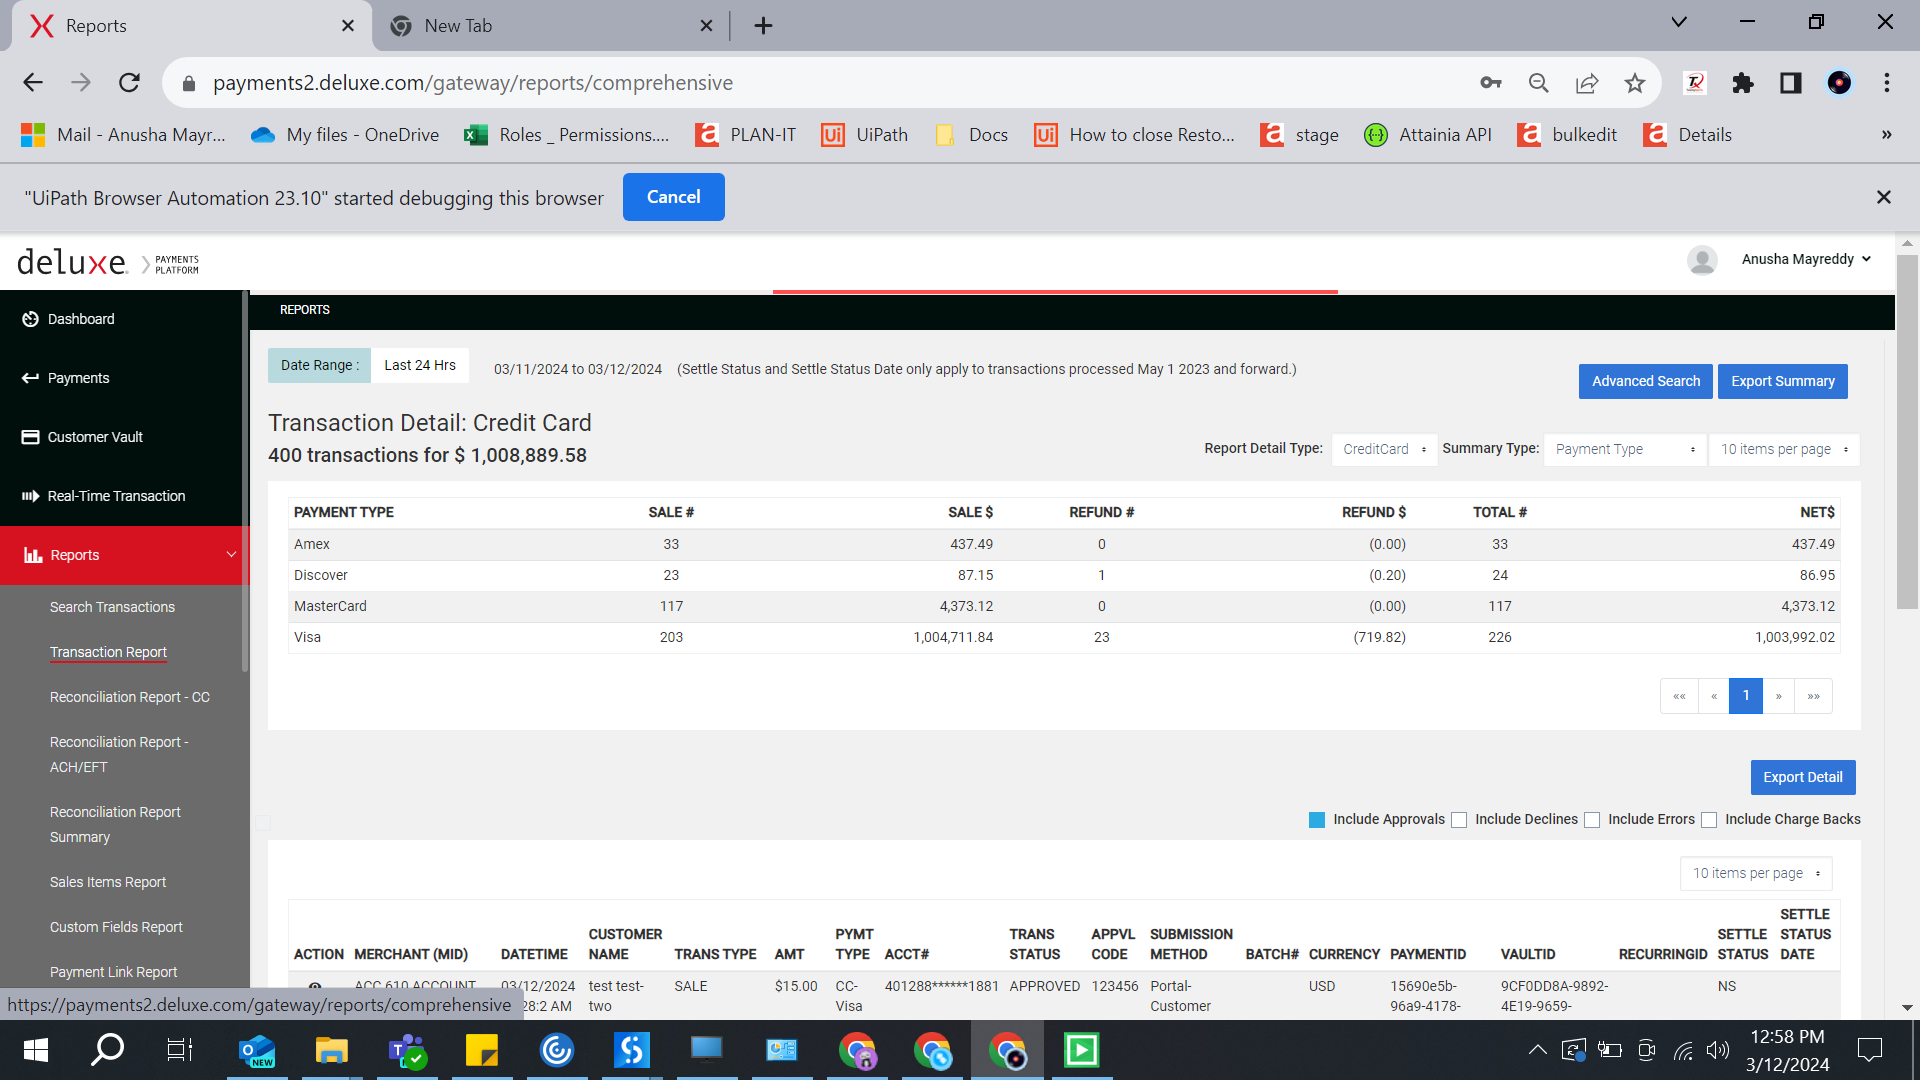 Reports
New Tab
payments2.deluxe.com/gateway/reports/comprehensive
Mail - Anusha Mayr...
My files - OneDrive
Roles _ Permissions....
PLAN-IT
UiPath
Docs
How to close Resto...
stage
Attainia API
bulkedit
Details
»
"UiPath Browser Automation 23.10" started debugging this browser
Cancel
deluxe. PAYMENTS PLATFORM
Anusha Mayreddy
Dashboard
Payments
Customer Vault
Real-Time Transaction
Reports
Search Transactions
Transaction Report
Reconciliation Report - CC
Reconciliation Report -
ACH/EFT
Reconciliation Report
Summary
Sales Items Report
Custom Fields Report
Payment Link Report
REPORTS
Date Range : Last 24 Hrs 03/11/2024 to 03/12/2024 (Settle Status and Settle Status Date only apply to transactions processed May 1 2023 and forward.)
Advanced Search Export Summary
Transaction Detail: Credit Card
400 transactions for $ 1,008,889.58
Report Detail Type: CreditCard Summary Type: Payment Type 10 items per page
PAYMENT TYPE SALE # SALE $ REFUND # REFUND $ TOTAL # NET$
Amex 33 437.49 0 (0.00) 33 437.49
Discover 23 87.15 1 (0.20) 24 86.95
MasterCard 117 4,373.12 0 (0.00) 117 4,373.12
Visa 203 1,004,711.84 23 (719.82) 226 1,003,992.02
«« « 1 » »»
Export Detail
Include Approvals Include Declines Include Errors Include Charge Backs
10 items per page
ACTION MERCHANT (MID) DATETIME CUSTOMER NAME TRANS TYPE AMT PYMT TYPE ACCT# TRANS STATUS APPVL CODE SUBMISSION METHOD BATCH# CURRENCY PAYMENTID VAULTID RECURRINGID SETTLE STATUS SETTLE STATUS DATE
ACC 610 ACCOUNT 03/12/2024 test test- SALE $15.00 CC- 401288******1881 APPROVED 123456 Portal- USD 15690e5b- 9CF0DD8A-9892- NS
:28:2 AM two Visa Customer 96a9-4178- 4E19-9659-
https://payments2.deluxe.com/gateway/reports/comprehensive
NEW
12:58 PM
3/12/2024